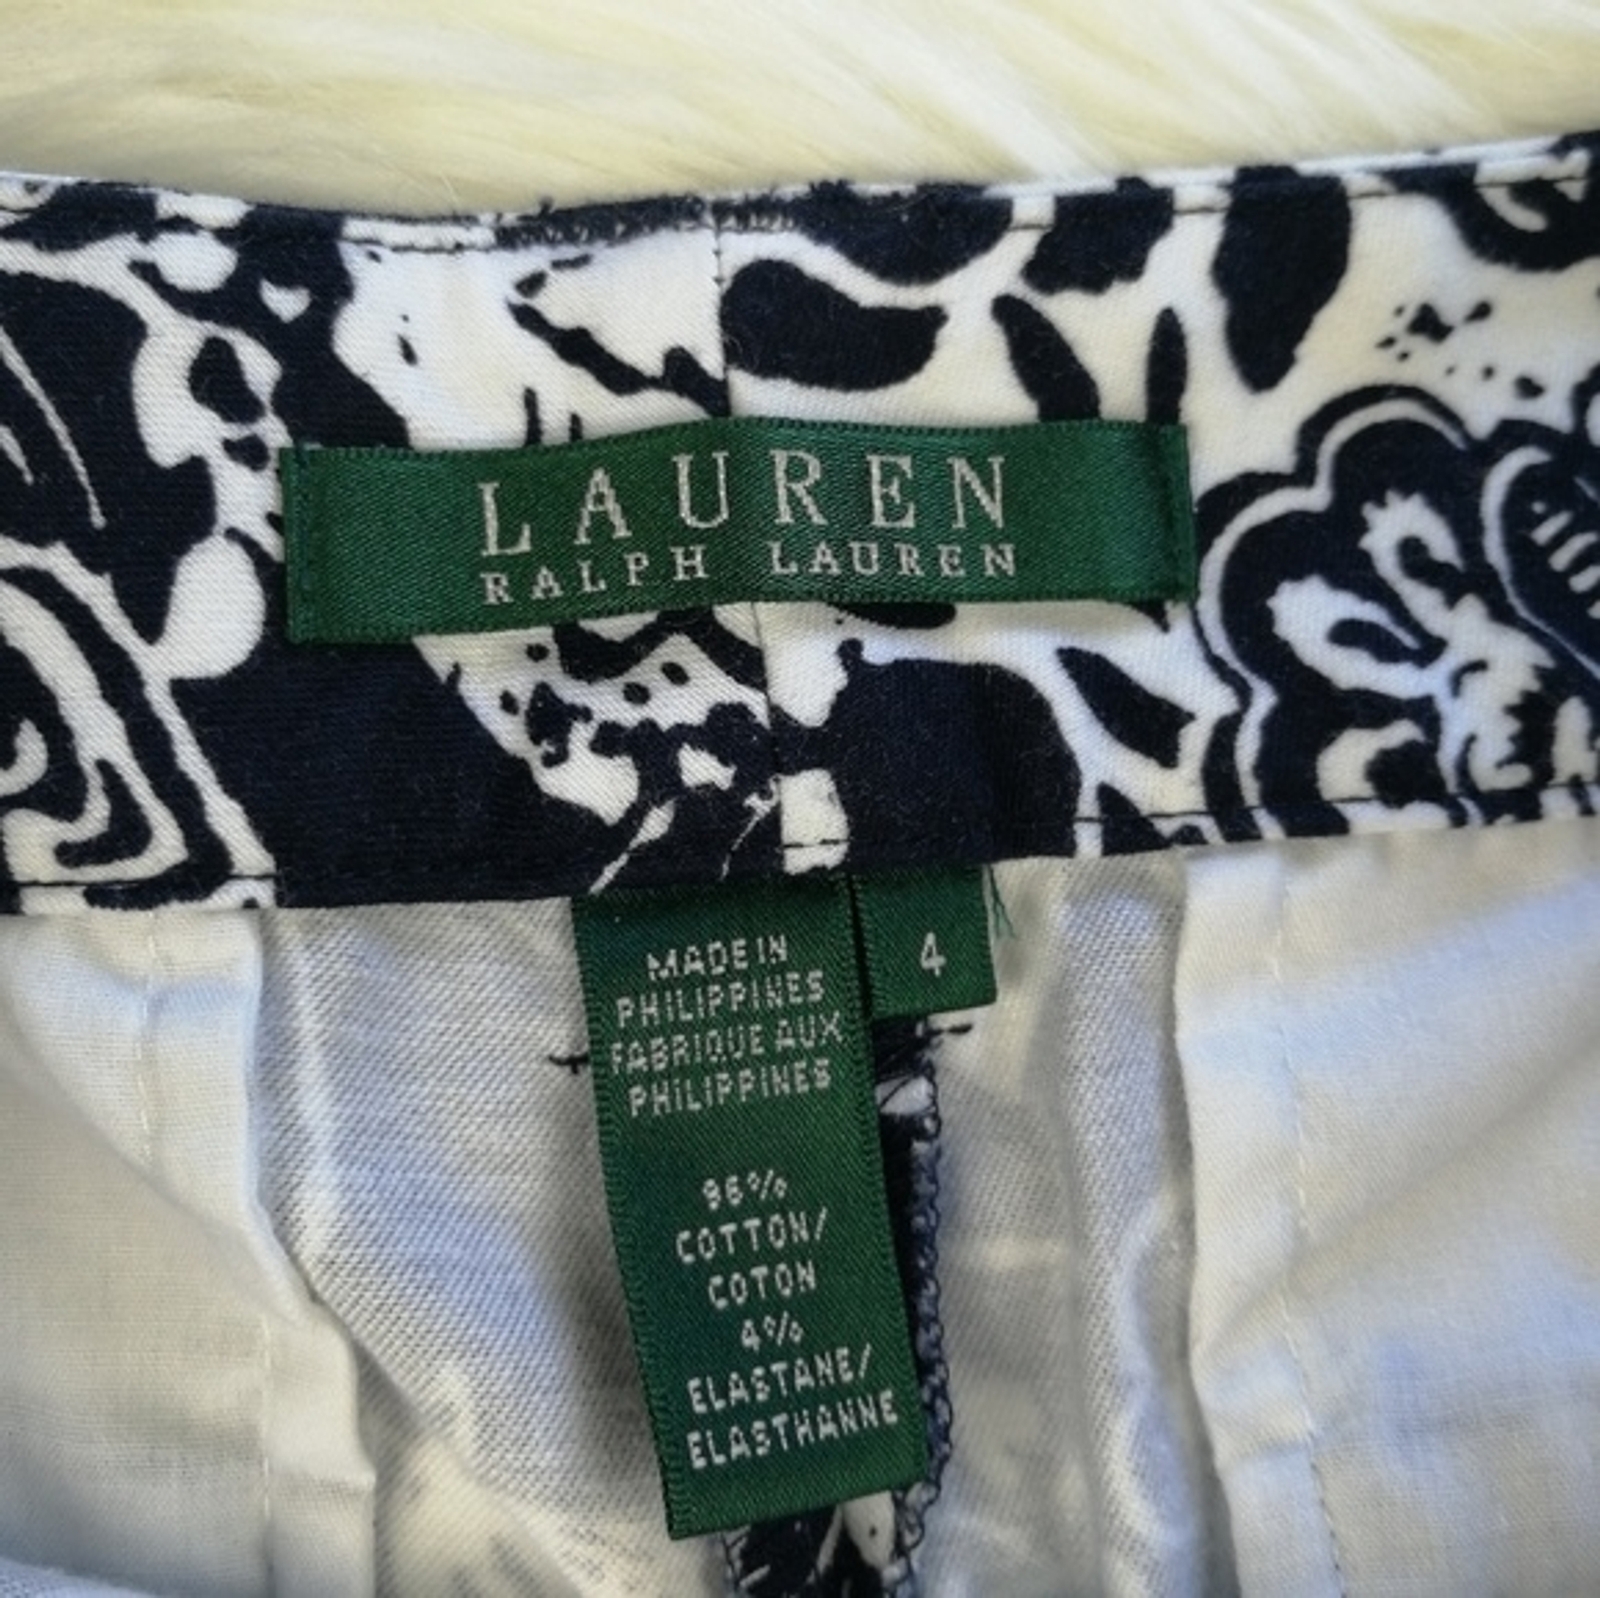 LAUREN
RALPH LAUREN
4
MADE IN
PHILIPPINES
FABRIQUE AUX
PHILIPPINES
96%
COTTON/
COTON
4%
ELASTANE/
ELASTHANNE